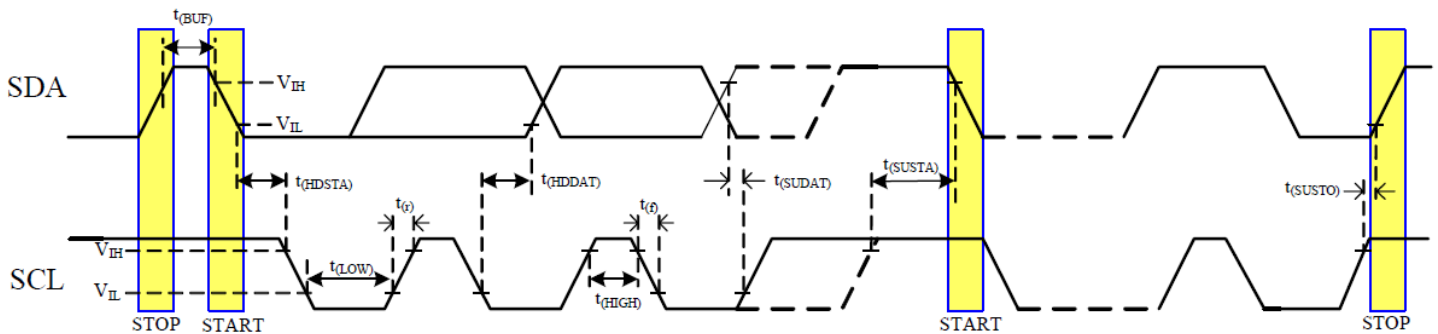 t(BUF)
SDA
VIH
VIL
t(HDSTA)
t(HDDAT)
t(SUDAT)
t(SUSTA)
t(SUSTO)
t(r)
t(f)
VIH
SCL
t(LOW)
VIL
t(HIGH)
STOP
START
START
STOP